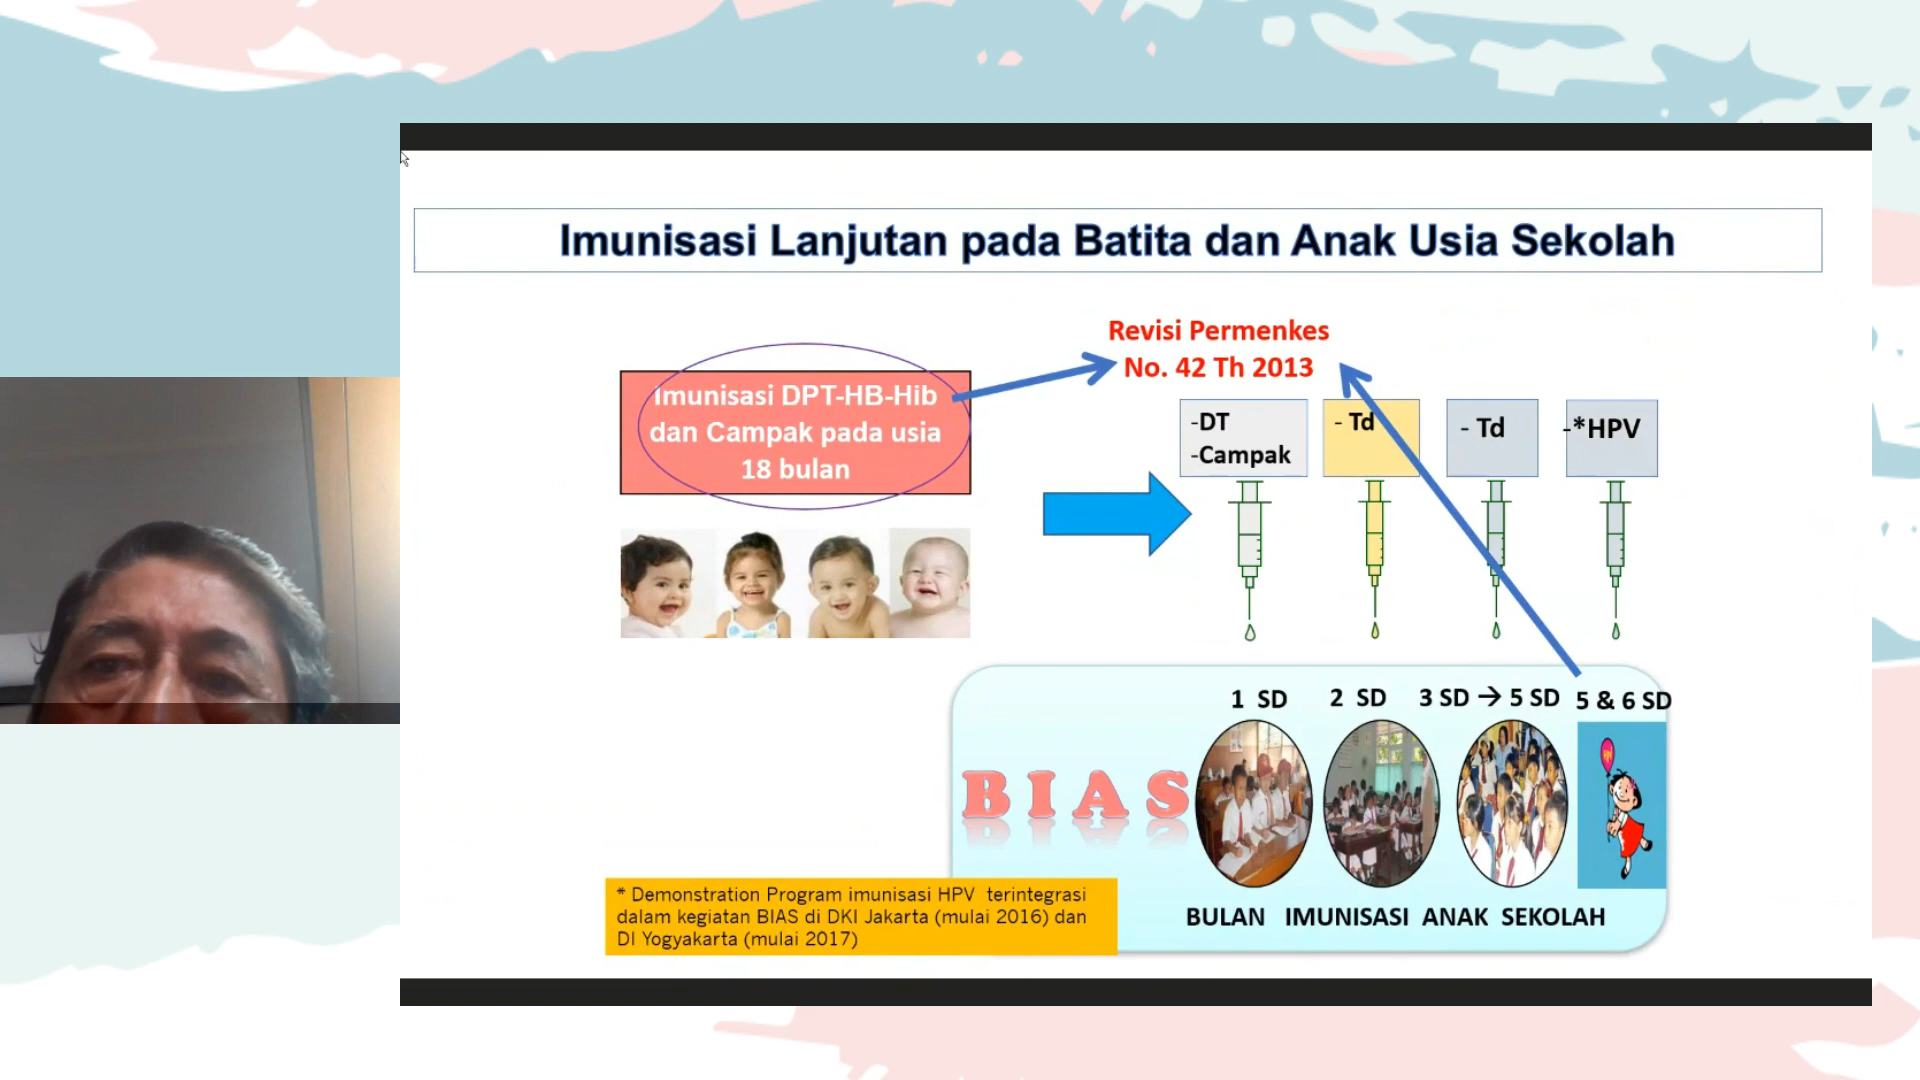 Imunisasi Lanjutan pada Batita dan Anak Usia Sekolah
Revisi Permenkes
No. 42 Th 2013
Imunisasi DPT-HB-Hib
dan Campak pada usia
18 bulan
-DT
-Campak
- Td
- Td
-*HPV
1 SD
2 SD
3 SD → 5 SD
5 & 6 SD
BIAS
BULAN IMUNISASI ANAK SEKOLAH
* Demonstration Program imunisasi HPV terintegrasi
dalam kegiatan BIAS di DKI Jakarta (mulai 2016) dan
DI Yogyakarta (mulai 2017)